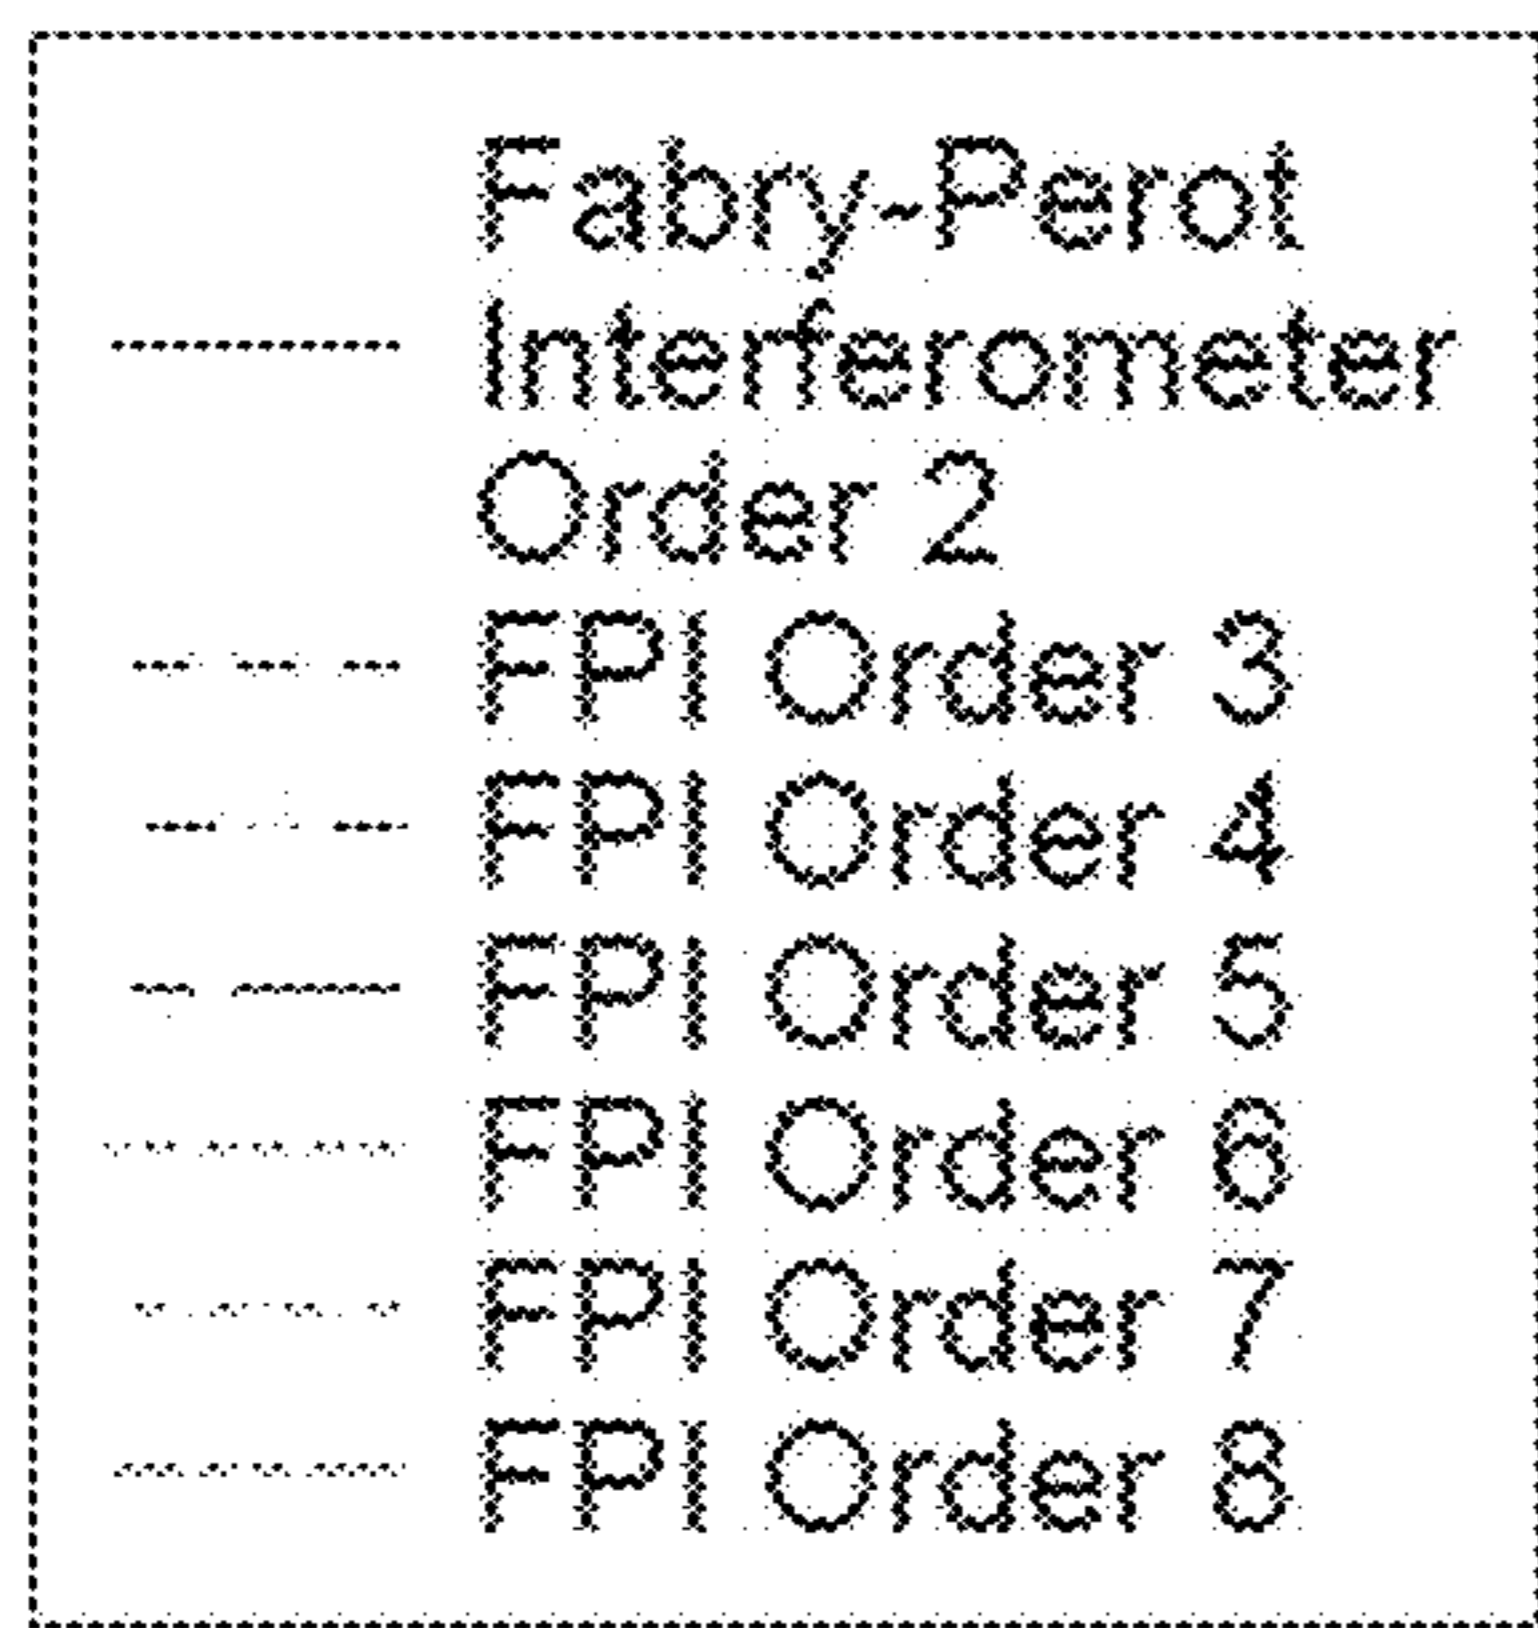 Fabry-Perot
Interferometer
Order 2
FPI Order 3
FPI Order 4
FPI Order 5
FPI Order 6
FPI Order 7
FPI Order 8